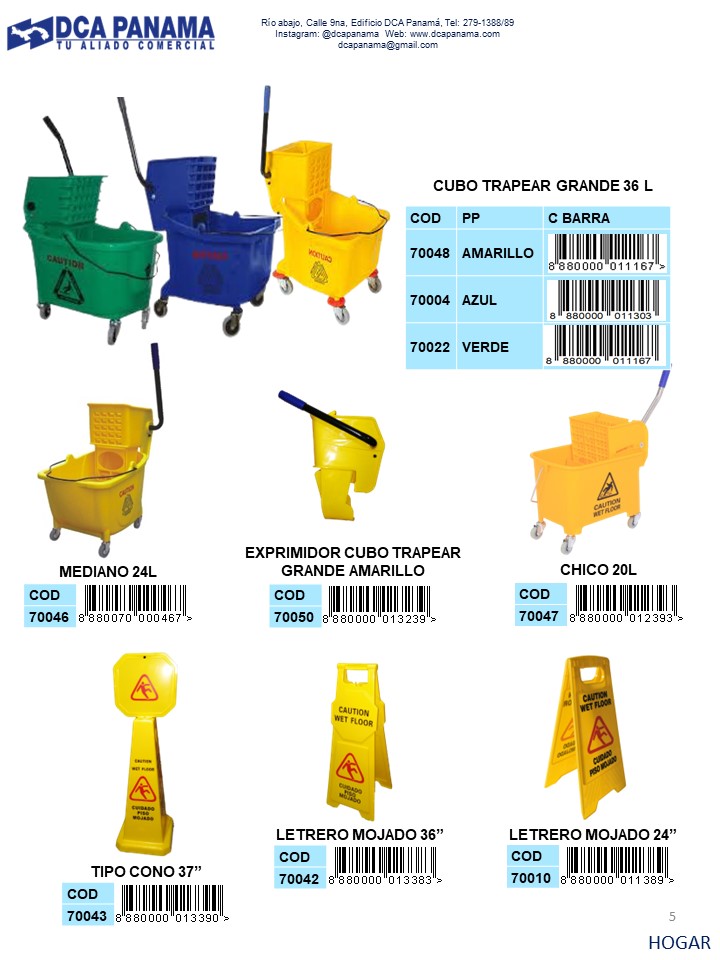 DCA PANAMA
TU ALIADO COMERCIAL
Río abajo, Calle 9na, Edificio DCA Panamá, Tel: 279-1388/89
Instagram: @dcapanama Web: www.dcapanama.com
dcapanama@gmail.com
CUBO TRAPEAR GRANDE 36 L
COD PP C BARRA
70048 AMARILLO 8 880000 011167 >
70004 AZUL 8 880000 011303
70022 VERDE 8 880000 011167
CAUTION
CAUTION
MEDIANO 24L
COD
70046 8 880070 000467 >
EXPRIMIDOR CUBO TRAPEAR
GRANDE AMARILLO
COD
70050 8 880000 013239 >
CAUTION
WET FLOOR
CHICO 20L
COD
70047 8 880000 012393 >
CAUTION
WET FLOOR
CUIDADO
PISO
MOJADO
TIPO CONO 37”
COD
70043 8 880000 013390 >
CAUTION
WET FLOOR
CUIDADO
PISO
MOJADO
LETRERO MOJADO 36”
COD
70042 8 880000 013383 >
CAUTION
WET FLOOR
CUIDADO
PISO MOJADO
LETRERO MOJADO 24”
COD
70010 8 880000 011389 >
5
HOGAR